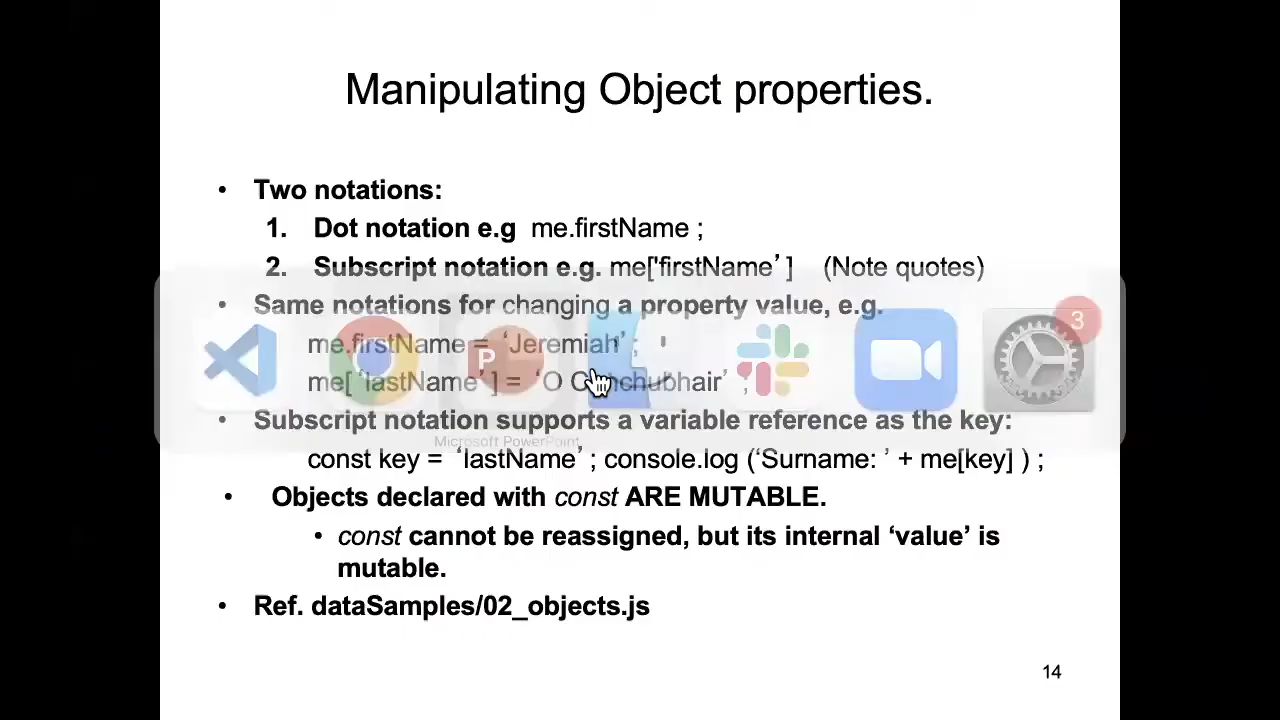 Manipulating Object properties.
• Two notations:
1. Dot notation e.g me.firstName ;
2. Subscript notation e.g. me['firstName’ ] (Note quotes)
• Same notations for changing a property value, e.g.
me.firstName = ‘Jeremiah’ ;
me[ ‘lastName’ ] = ‘O Conchubhair’ ;
• Subscript notation supports a variable reference as the key:
const key = ‘lastName’ ; console.log (‘Surname: ’ + me[key] ) ;
• Objects declared with const ARE MUTABLE.
• const cannot be reassigned, but its internal ‘value’ is
mutable.
• Ref. dataSamples/02_objects.js
14
3
P
Microsoft PowerPoint